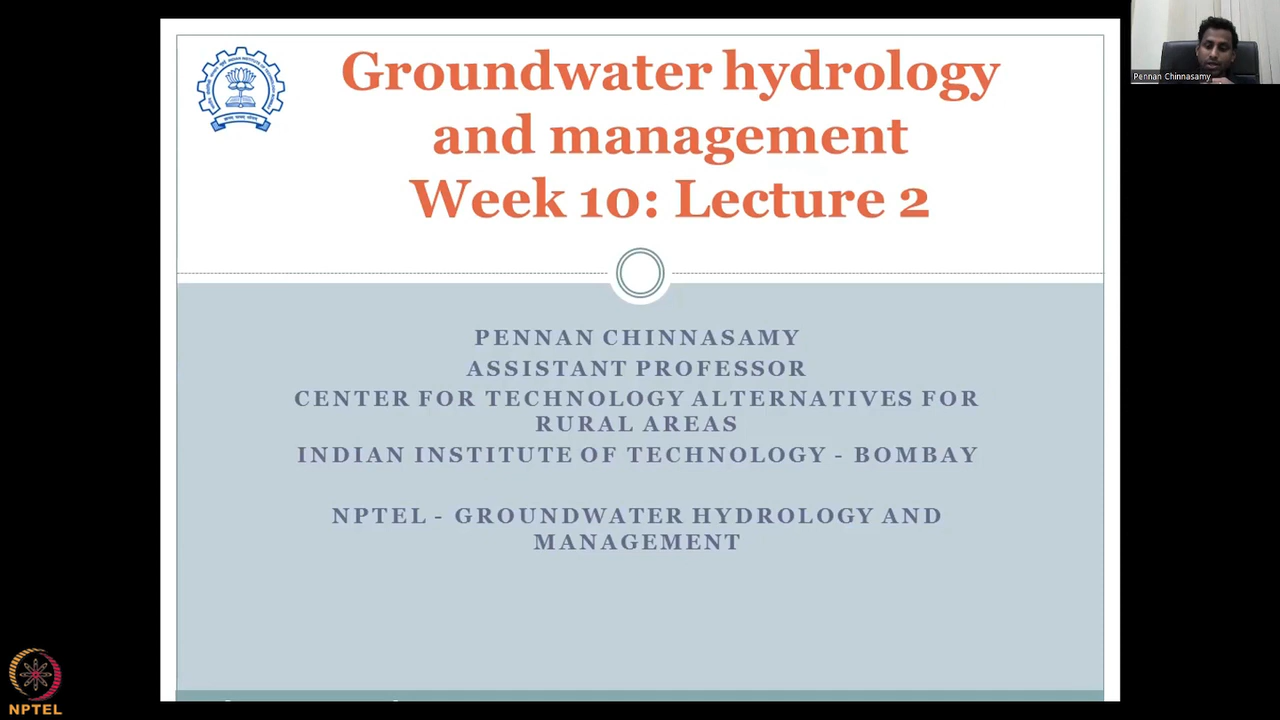 Groundwater hydrology
and management
Week 10: Lecture 2
PENNAN CHINNASAMY
ASSISTANT PROFESSOR
CENTER FOR TECHNOLOGY ALTERNATIVES FOR
RURAL AREAS
INDIAN INSTITUTE OF TECHNOLOGY - BOMBAY
NPTEL - GROUNDWATER HYDROLOGY AND
MANAGEMENT
Pennan Chinnasamy
NPTEL